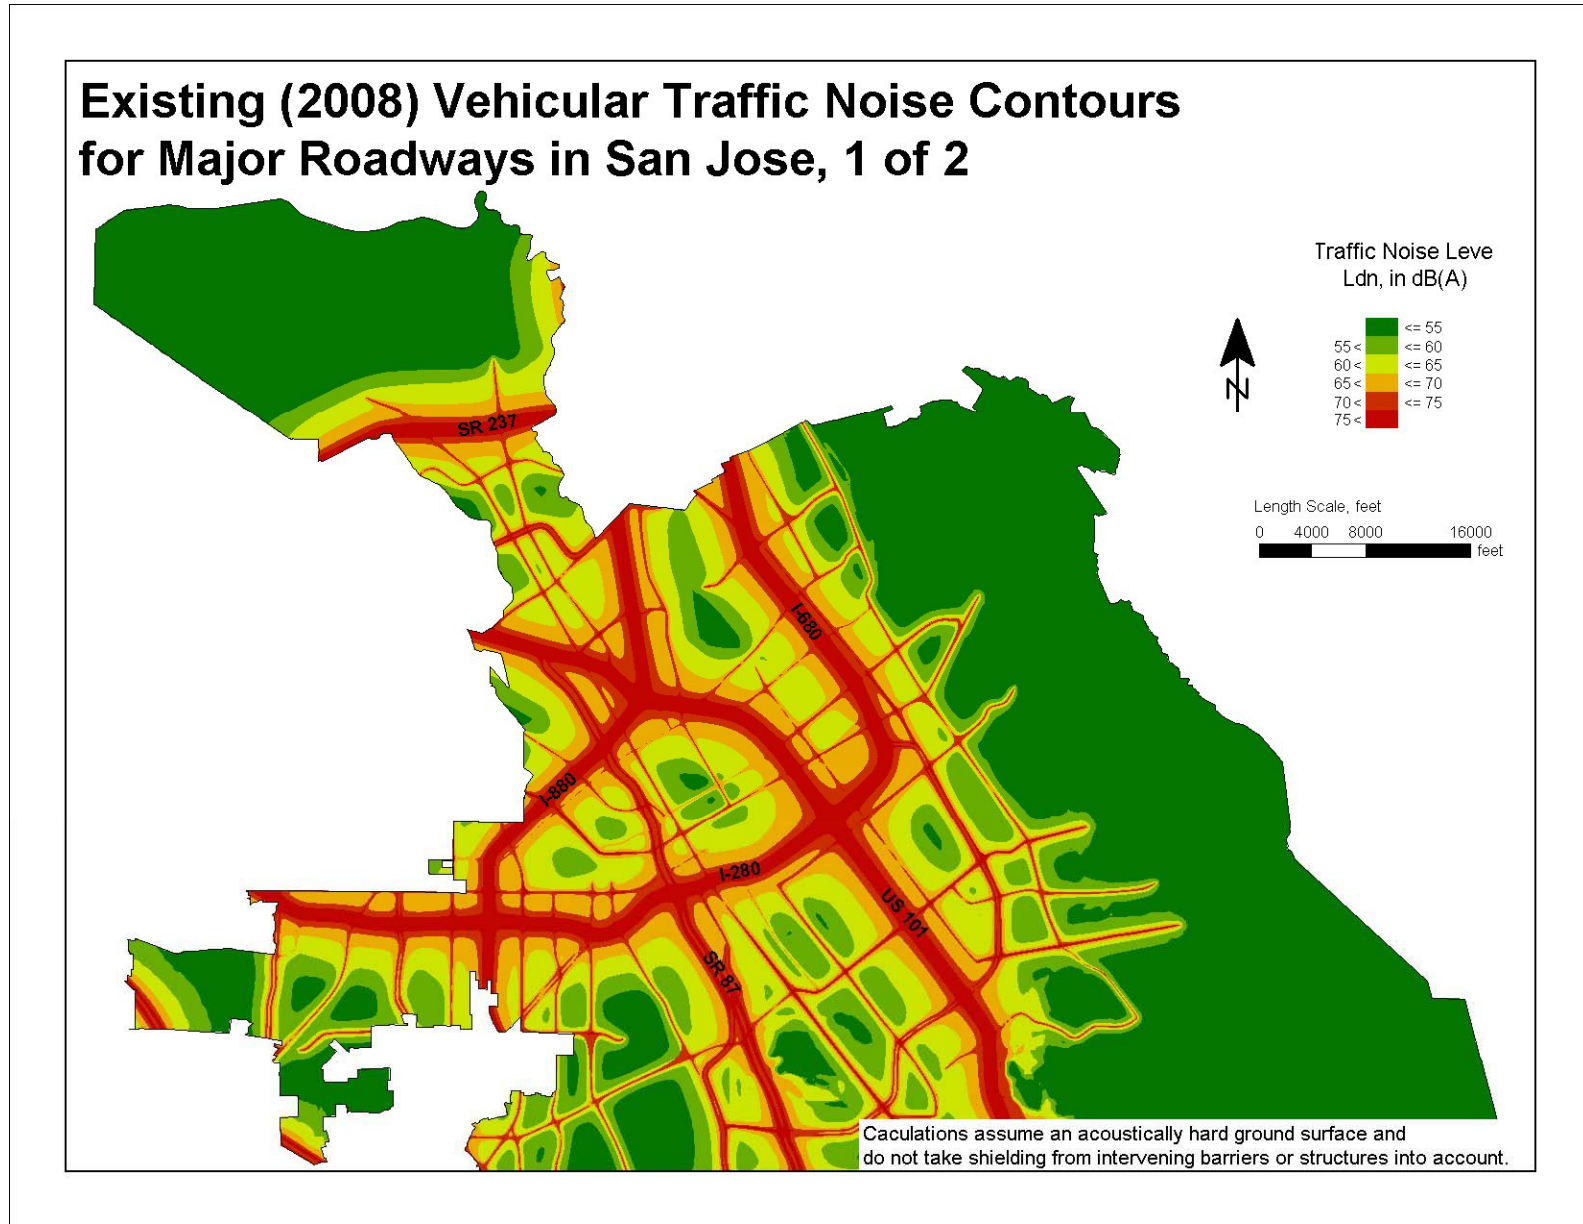 Existing (2008) Vehicular Traffic Noise Contours
for Major Roadways in San Jose, 1 of 2
Traffic Noise Leve
Ldn, in dB(A)
<= 55
55 < <= 60
60 < <= 65
65 < <= 70
70 < <= 75
75 <
N
Length Scale, feet
0 4000 8000 16000
feet
SR 237
I-680
I-880
I-280
US 101
SR 87
Caculations assume an acoustically hard ground surface and
do not take shielding from intervening barriers or structures into account.